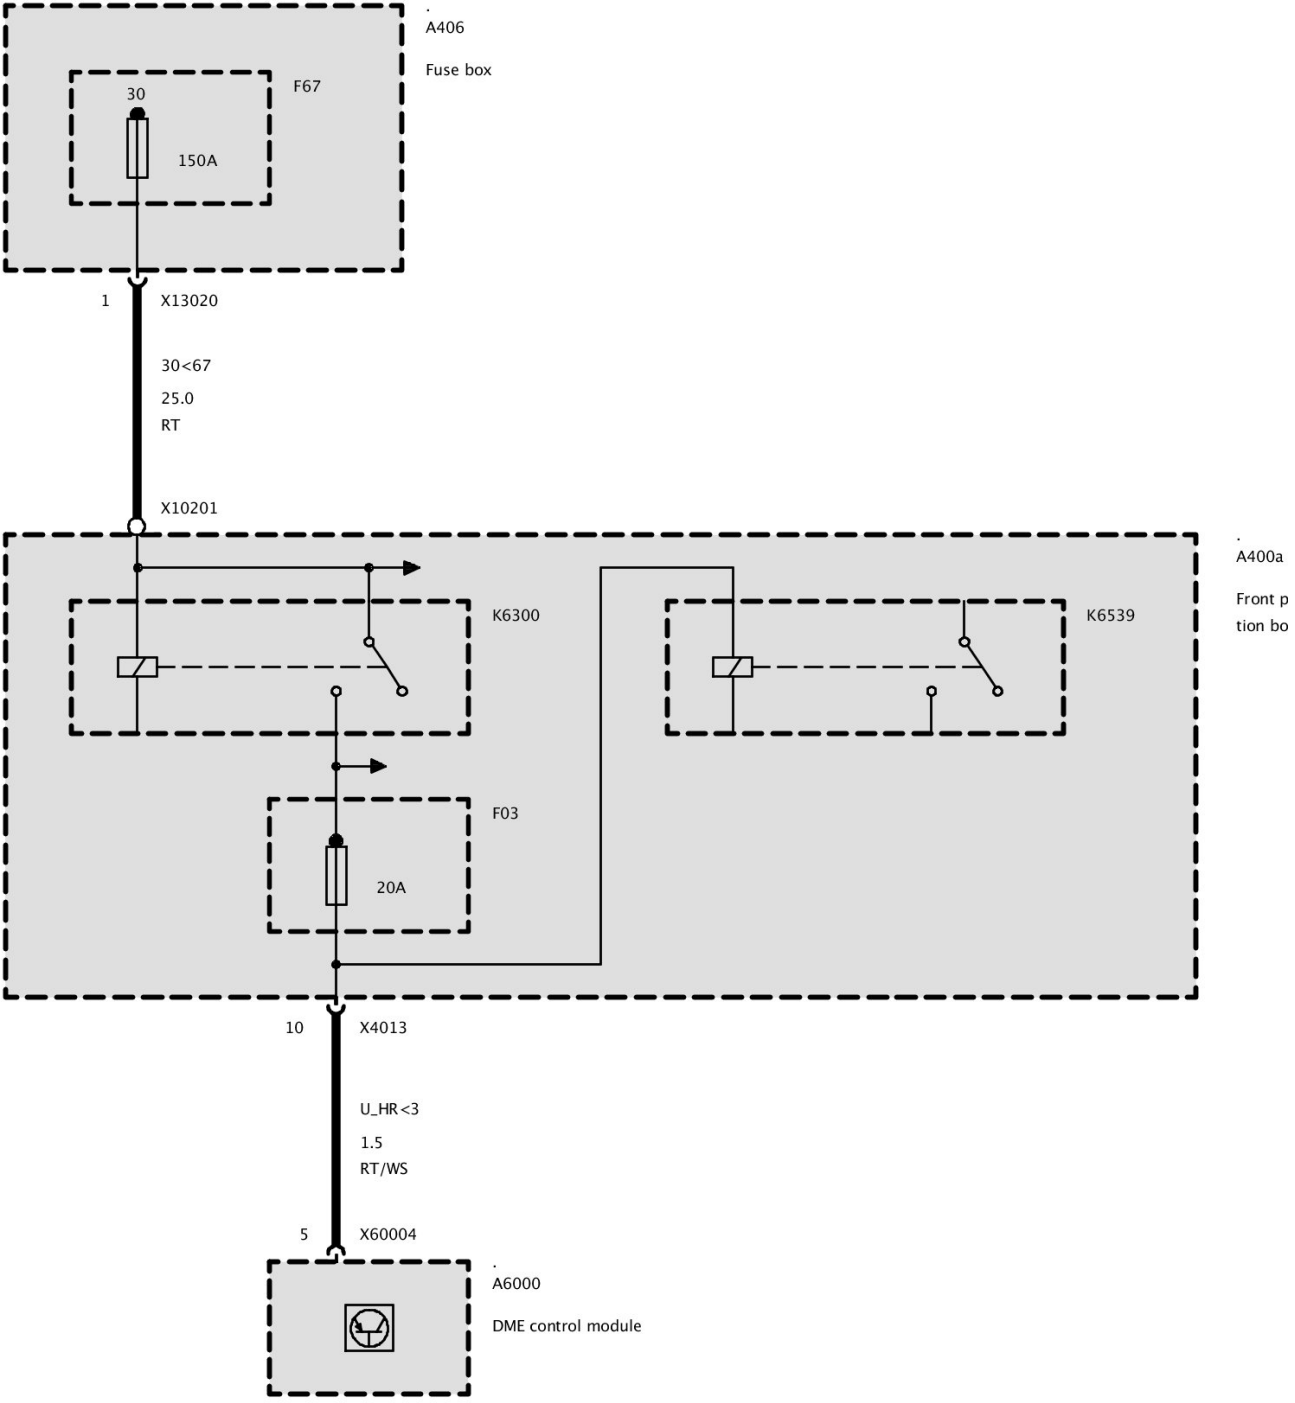 .
A406
Fuse box
F67
30
150A
1
X13020
30<67
25.0
RT
X10201
.
A400a
Front p
tion bo
K6300
K6539
F03
20A
10
X4013
U_HR<3
1.5
RT/WS
5
X60004
.
A6000
DME control module